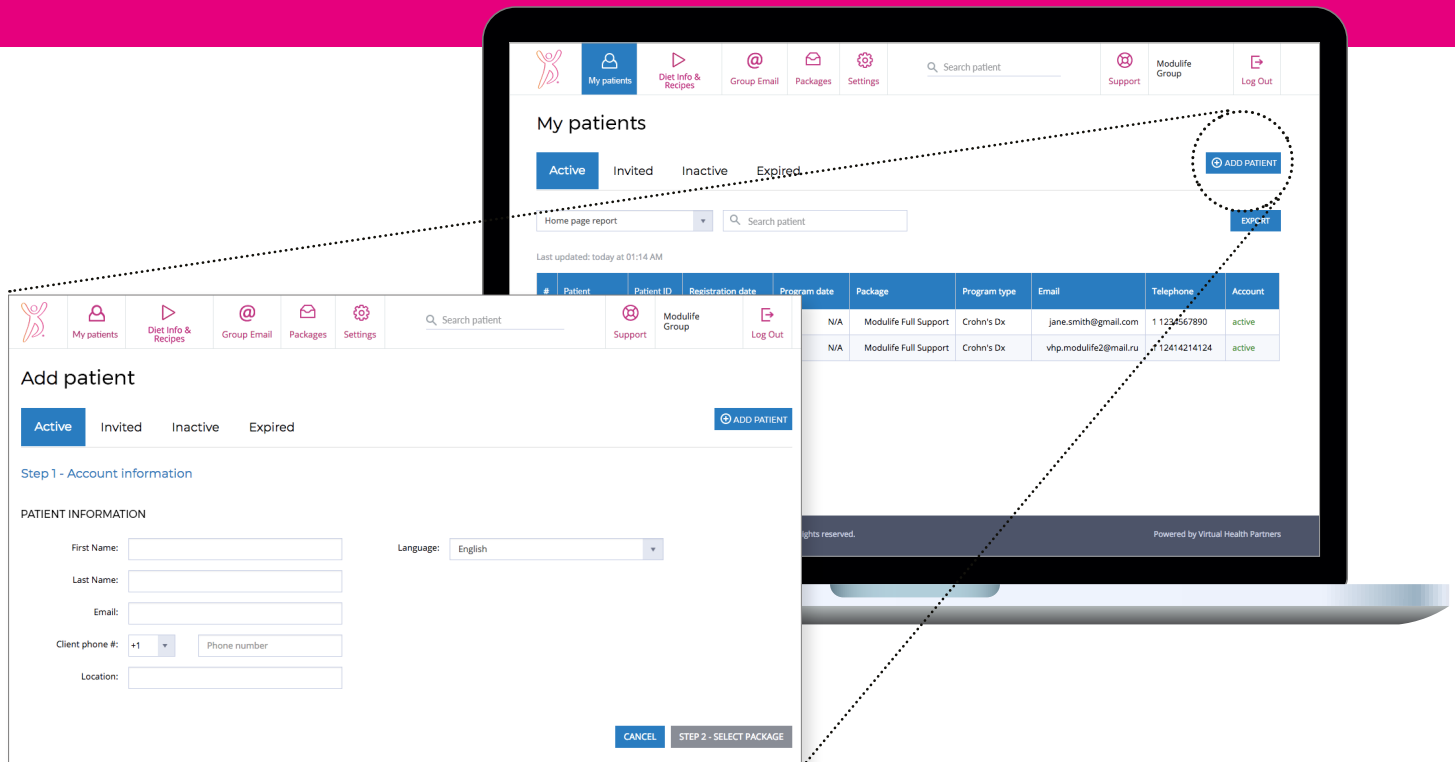 My patients
Diet Info &
Recipes
@
Group Email
Packages
Settings
Search patient
Support
Modulife
Group
Log Out
My patients
Active
Invited
Inactive
Expired
ADD PATIENT
Home page report
Search patient
EXPORT
Last updated: today at 01:14 AM
# Patient Patient ID Registration date Program date Package Program type Email Telephone Account
N/A Modulife Full Support Crohn's Dx jane.smith@gmail.com 1 1234567890 active
N/A Modulife Full Support Crohn's Dx vhp.modulife2@mail.ru 1 12414214124 active
ights reserved.
Powered by Virtual Health Partners
My patients
Diet Info &
Recipes
@
Group Email
Packages
Settings
Search patient
Support
Modulife
Group
Log Out
Add patient
Active
Invited
Inactive
Expired
ADD PATIENT
Step 1 - Account information
PATIENT INFORMATION
First Name:
Language: English
Last Name:
Email:
Client phone #: +1 Phone number
Location:
CANCEL
STEP 2 - SELECT PACKAGE